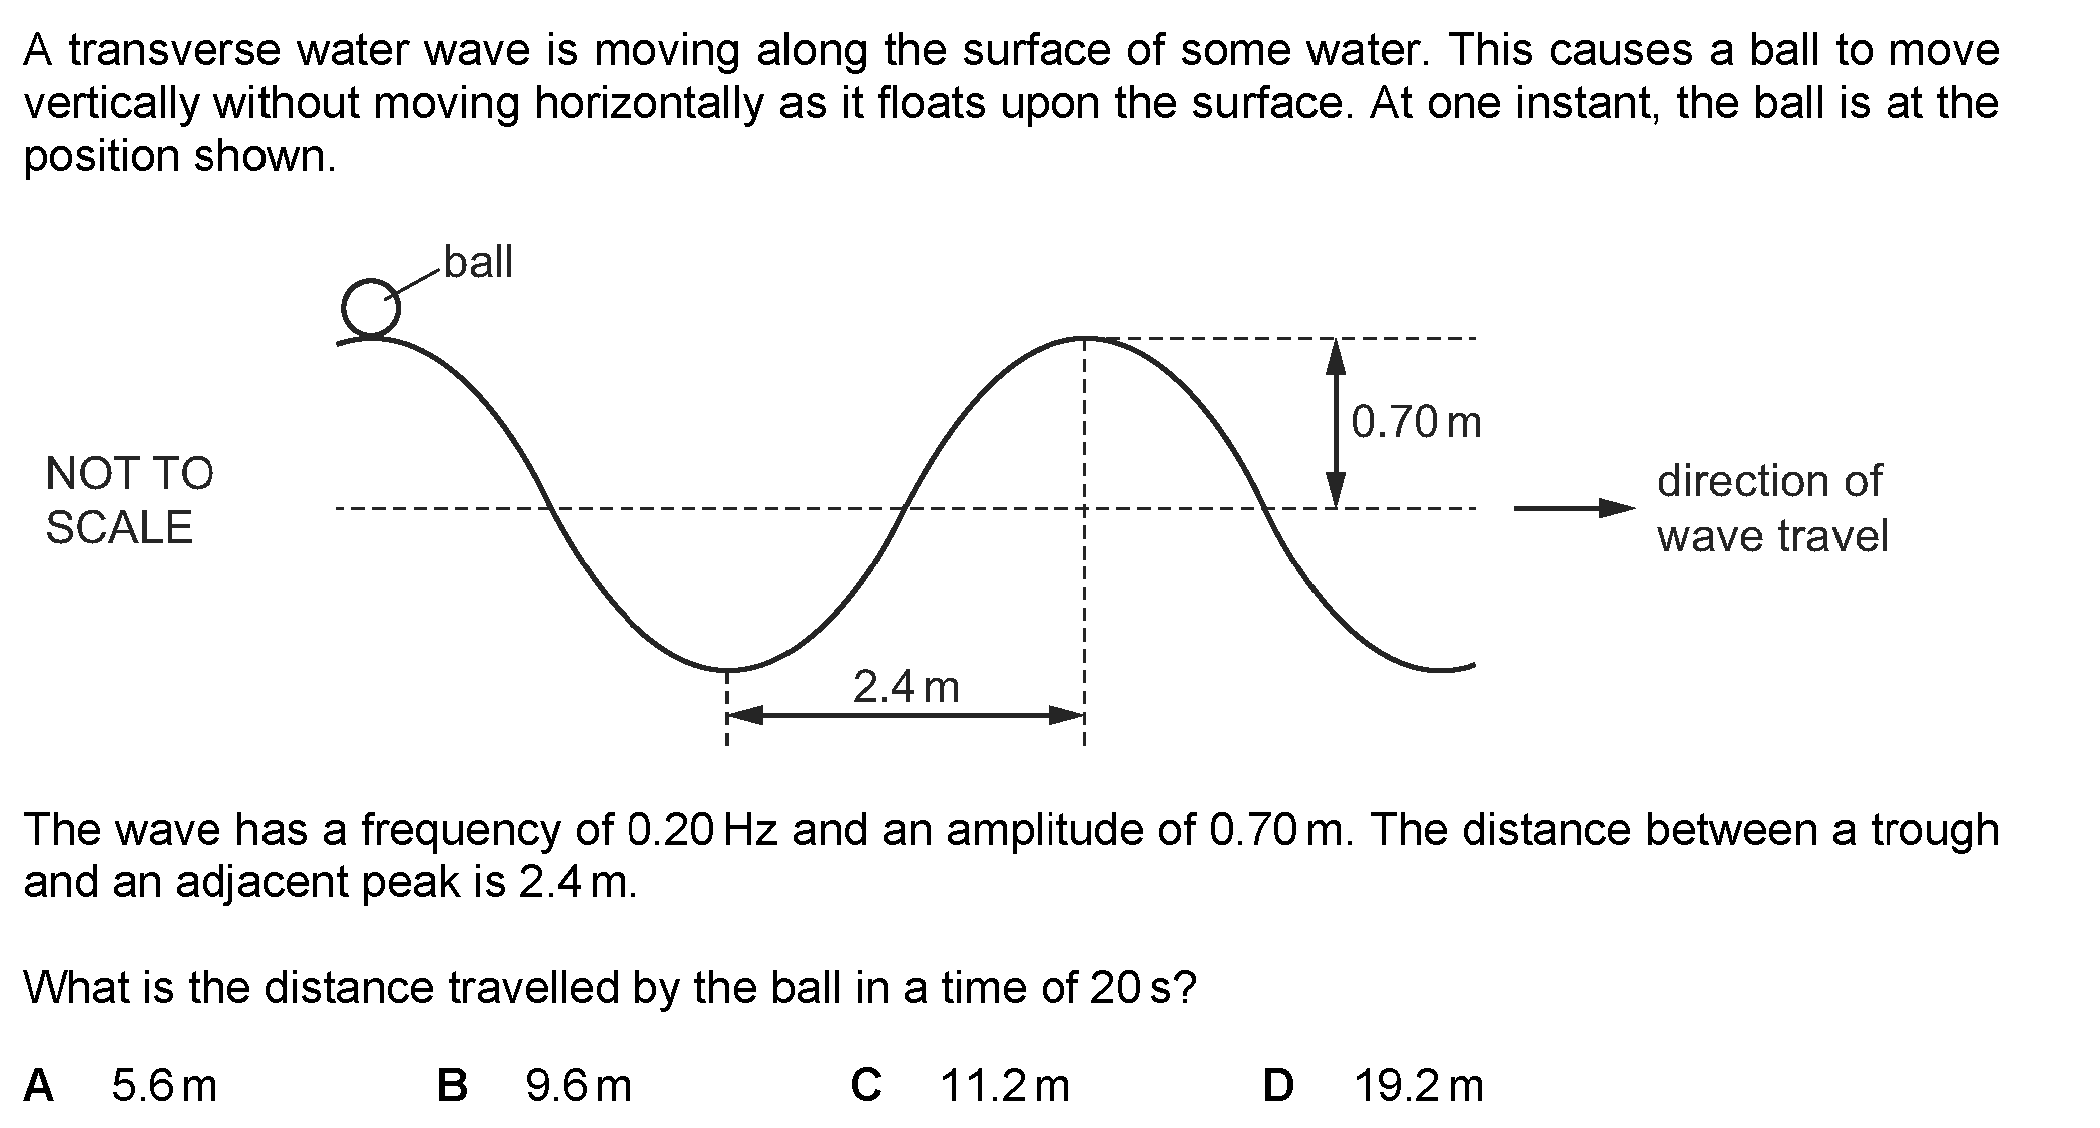 A transverse water wave is moving along the surface of some water. This causes a ball to move
vertically without moving horizontally as it floats upon the surface. At one instant, the ball is at the
position shown.
ball
0.70 m
NOT TO
SCALE
direction of
wave travel
2.4 m
The wave has a frequency of 0.20 Hz and an amplitude of 0.70 m. The distance between a trough
and an adjacent peak is 2.4 m.
What is the distance travelled by the ball in a time of 20 s?
A 5.6 m B 9.6 m C 11.2 m D 19.2 m